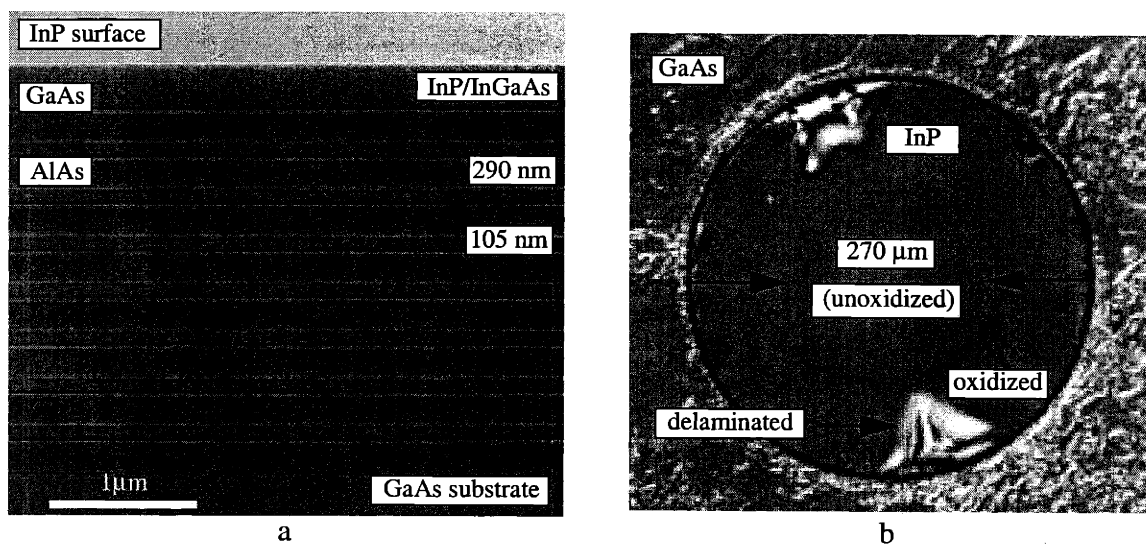 InP surface
GaAs
InP/InGaAs
AlAs
290 nm
105 nm
1μm
GaAs substrate
a
GaAs
InP
270 μm
(unoxidized)
oxidized
delaminated
b